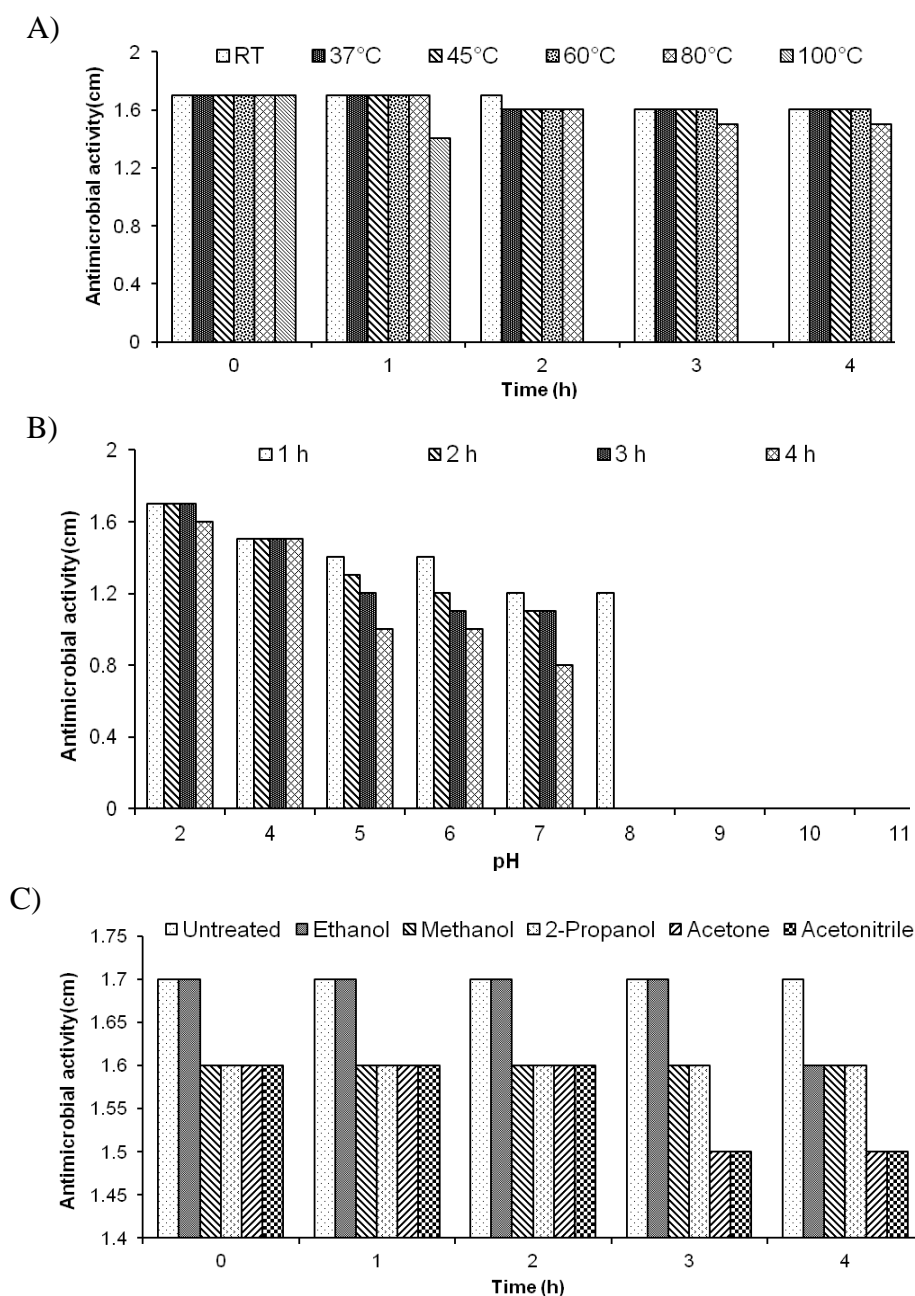 A)
2
RT 37°C 45°C 60°C 80°C 100°C
1.6
1.2
0.8
0.4
0
Antimicrobial activity(cm)
0 1 2 3 4
Time (h)
B)
2
1 h 2 h 3 h 4 h
1.6
1.2
0.8
0.4
0
Antimicrobial activity(cm)
2 4 5 6 7 8 9 10 11
pH
C)
Untreated Ethanol Methanol 2-Propanol Acetone Acetonitrile
1.75
1.7
1.65
1.6
1.55
1.5
1.45
1.4
Antimicrobial activity(cm)
0 1 2 3 4
Time (h)